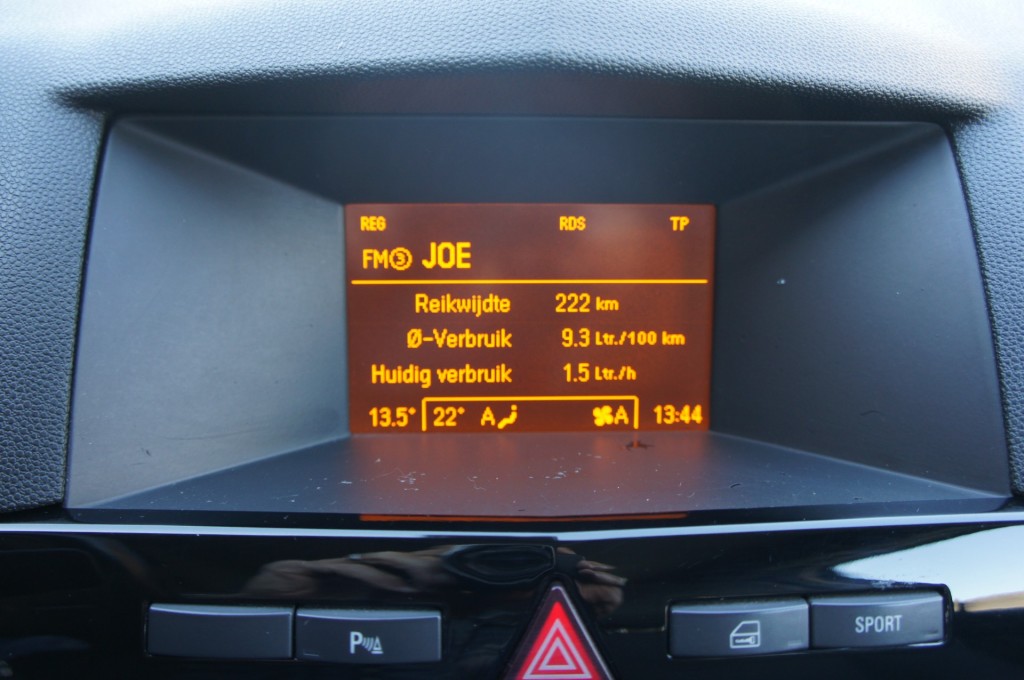 REG RDS TP
FM3 JOE
Reikwijdte 222 km
Ø-Verbruik 9.3 Ltr./100 km
Huidig verbruik 1.5 Ltr./h
13.5° 22° A A 13:44
P SPORT